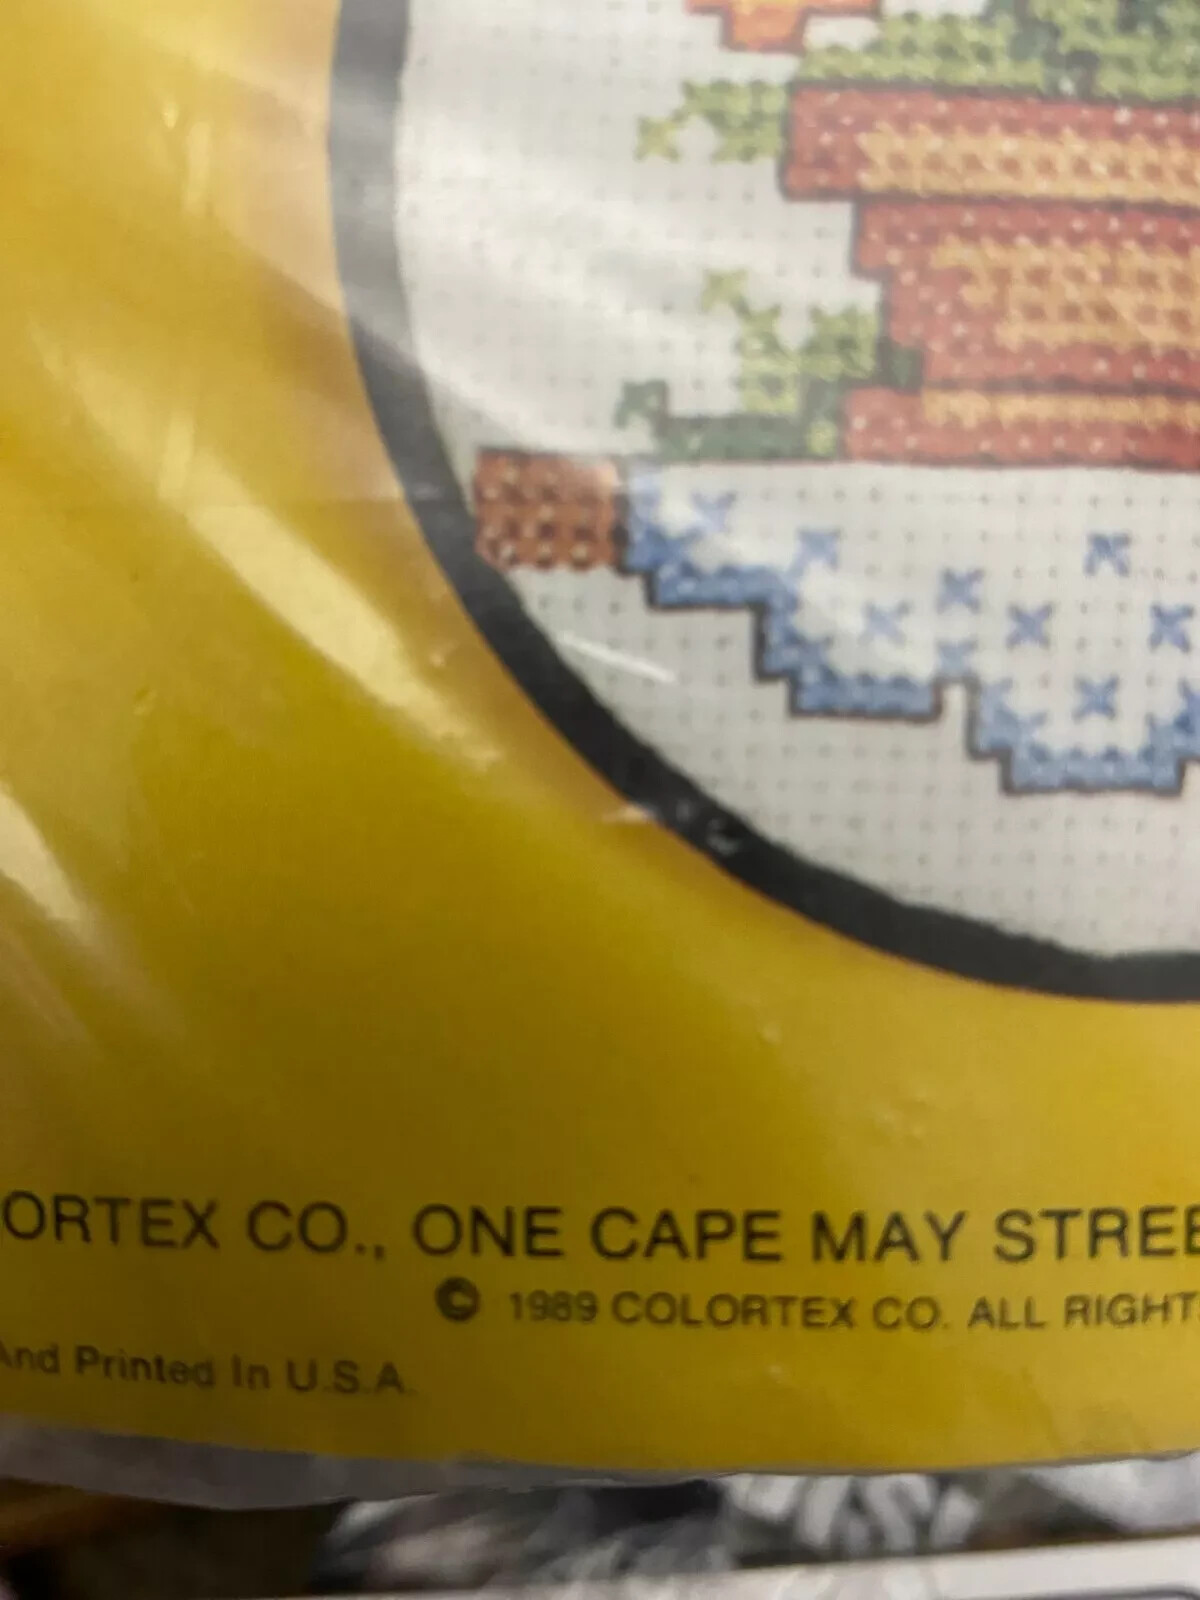 ORTEX CO., ONE CAPE MAY STREE
© 1989 COLORTEX CO. ALL RIGHT
And Printed In U.S.A.